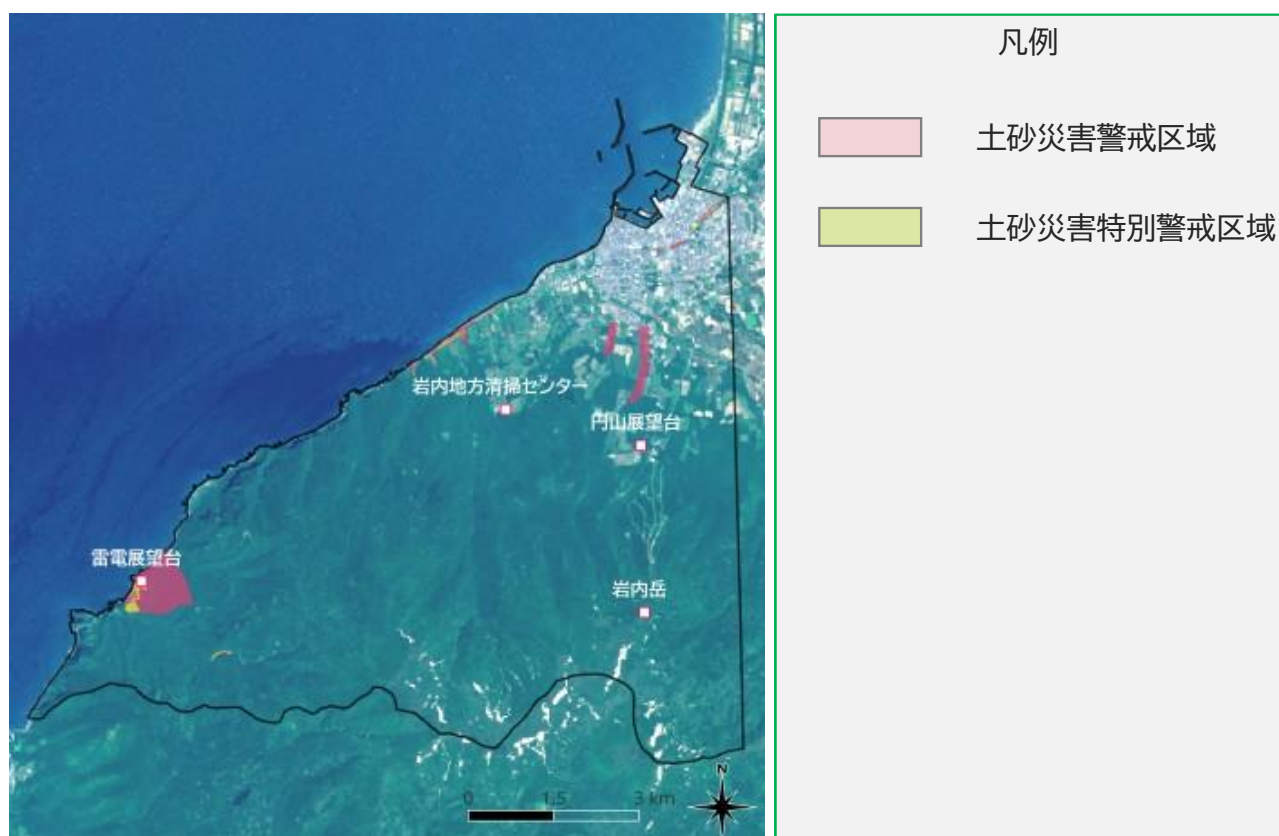 岩内地方清掃センター
円山展望台
雷電展望台
岩内岳
0 1.5 3 km
N
凡例
土砂災害警戒区域
土砂災害特別警戒区域